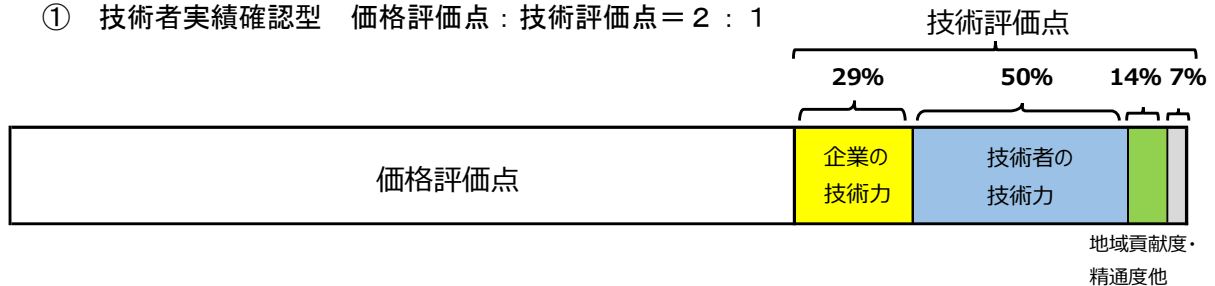 ① 技術者実績確認型 価格評価点：技術評価点＝２：１
技術評価点
29% 50% 14% 7%
価格評価点
企業の
技術力
技術者の
技術力
地域貢献度・
精通度他